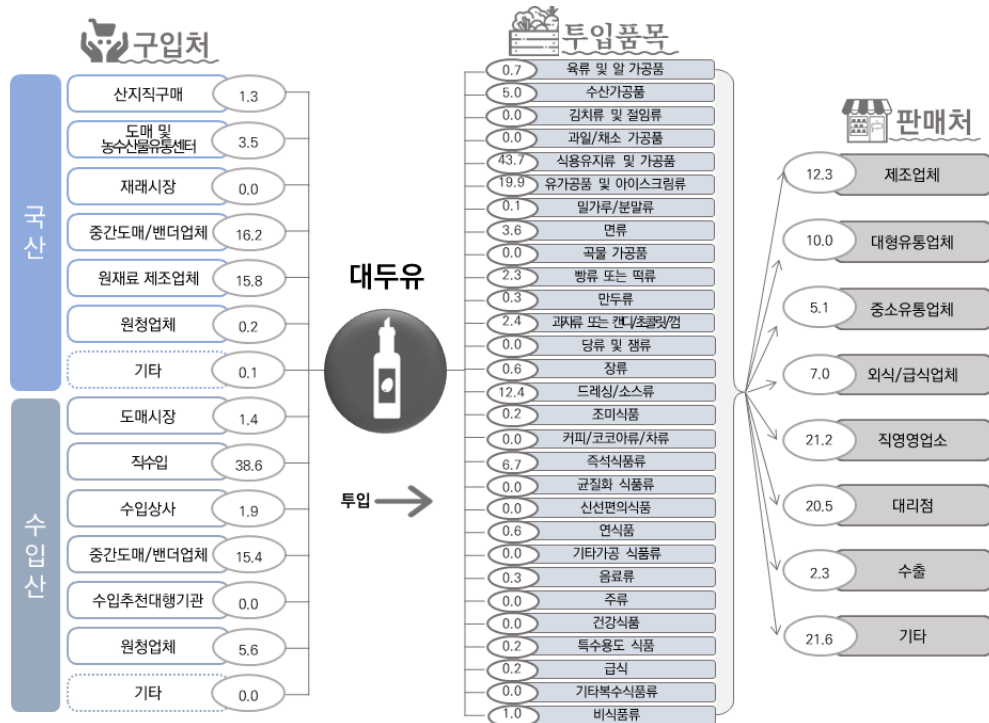 구입처
국산
산지직구매 1.3
도매 및
농수산물유통센터 3.5
재래시장 0.0
중간도매/밴더업체 16.2
원재료 제조업체 15.8
원청업체 0.2
기타 0.1
수입산
도매시장 1.4
직수입 38.6
수입상사 1.9
중간도매/밴더업체 15.4
수입추천대행기관 0.0
원청업체 5.6
기타 0.0
대두유
투입
투입품목
0.7 육류 및 알 가공품
5.0 수산가공품
0.0 김치류 및 절임류
0.0 과일/채소 가공품
43.7 식용유지류 및 가공품
19.9 유가공품 및 아이스크림류
0.1 밀가루/분말류
3.6 면류
0.0 곡물 가공품
2.3 빵류 또는 떡류
0.3 만두류
2.4 과자류 또는 캔디/초콜릿/껌
0.0 당류 및 잼류
0.6 장류
12.4 드레싱/소스류
0.2 조미식품
0.0 커피/코코아류/차류
6.7 즉석식품류
0.0 균질화 식품류
0.0 신선편의식품
0.6 연식품
0.0 기타가공 식품류
0.3 음료류
0.0 주류
0.0 건강식품
0.2 특수용도 식품
0.2 급식
0.0 기타복수식품류
1.0 비식품류
판매처
12.3 제조업체
10.0 대형유통업체
5.1 중소유통업체
7.0 외식/급식업체
21.2 직영영업소
20.5 대리점
2.3 수출
21.6 기타